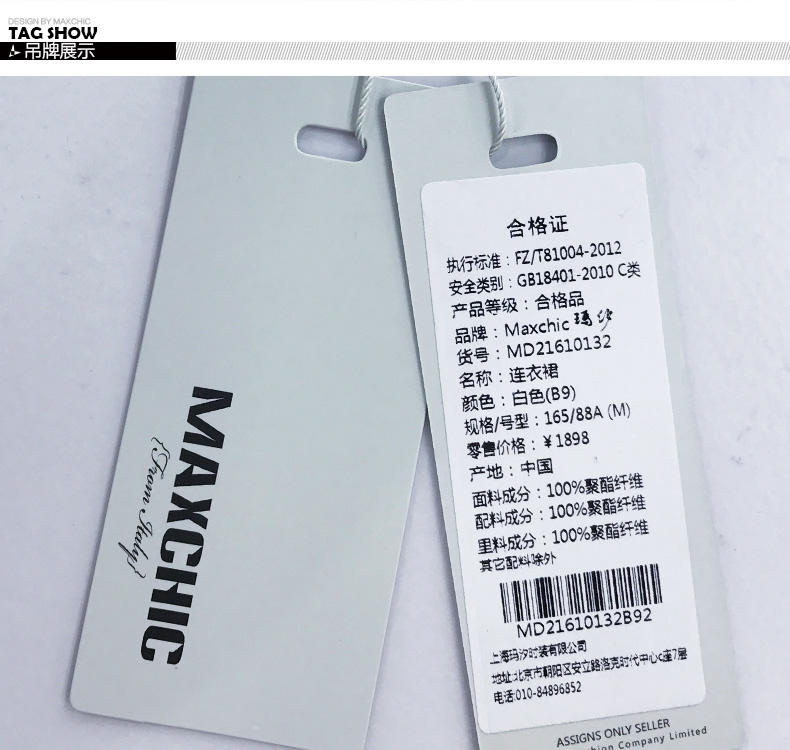 DESIGN BY MAXCHIC
TAG SHOW
吊牌展示
MAXCHIC
{From Italy}
合格证
执行标准：FZ/T81004-2012
安全类别：GB18401-2010 C类
产品等级：合格品
品牌：Maxchic 玛汐
货号：MD21610132
名称：连衣裙
颜色：白色(B9)
规格/号型：165/88A (M)
零售价格：￥1898
产地：中国
面料成分：100%聚酯纤维
配料成分：100%聚酯纤维
里料成分：100%聚酯纤维
其它配料除外
MD21610132B92
上海玛汐时装有限公司
地址:北京市朝阳区安立路洛克时代中心c座7层
电话:010-84896852
ASSIGNS ONLY SELLER
Company Limited